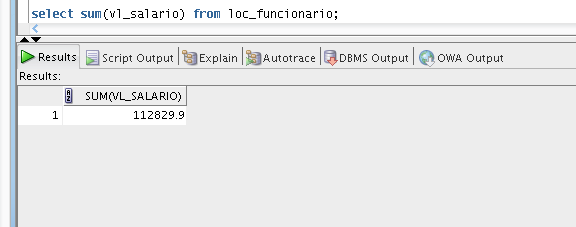 select sum(vl_salario) from loc_funcionario;
Results Script Output Explain Autotrace DBMS Output OWA Output
Results:
SUM(VL_SALARIO)
1 112829.9